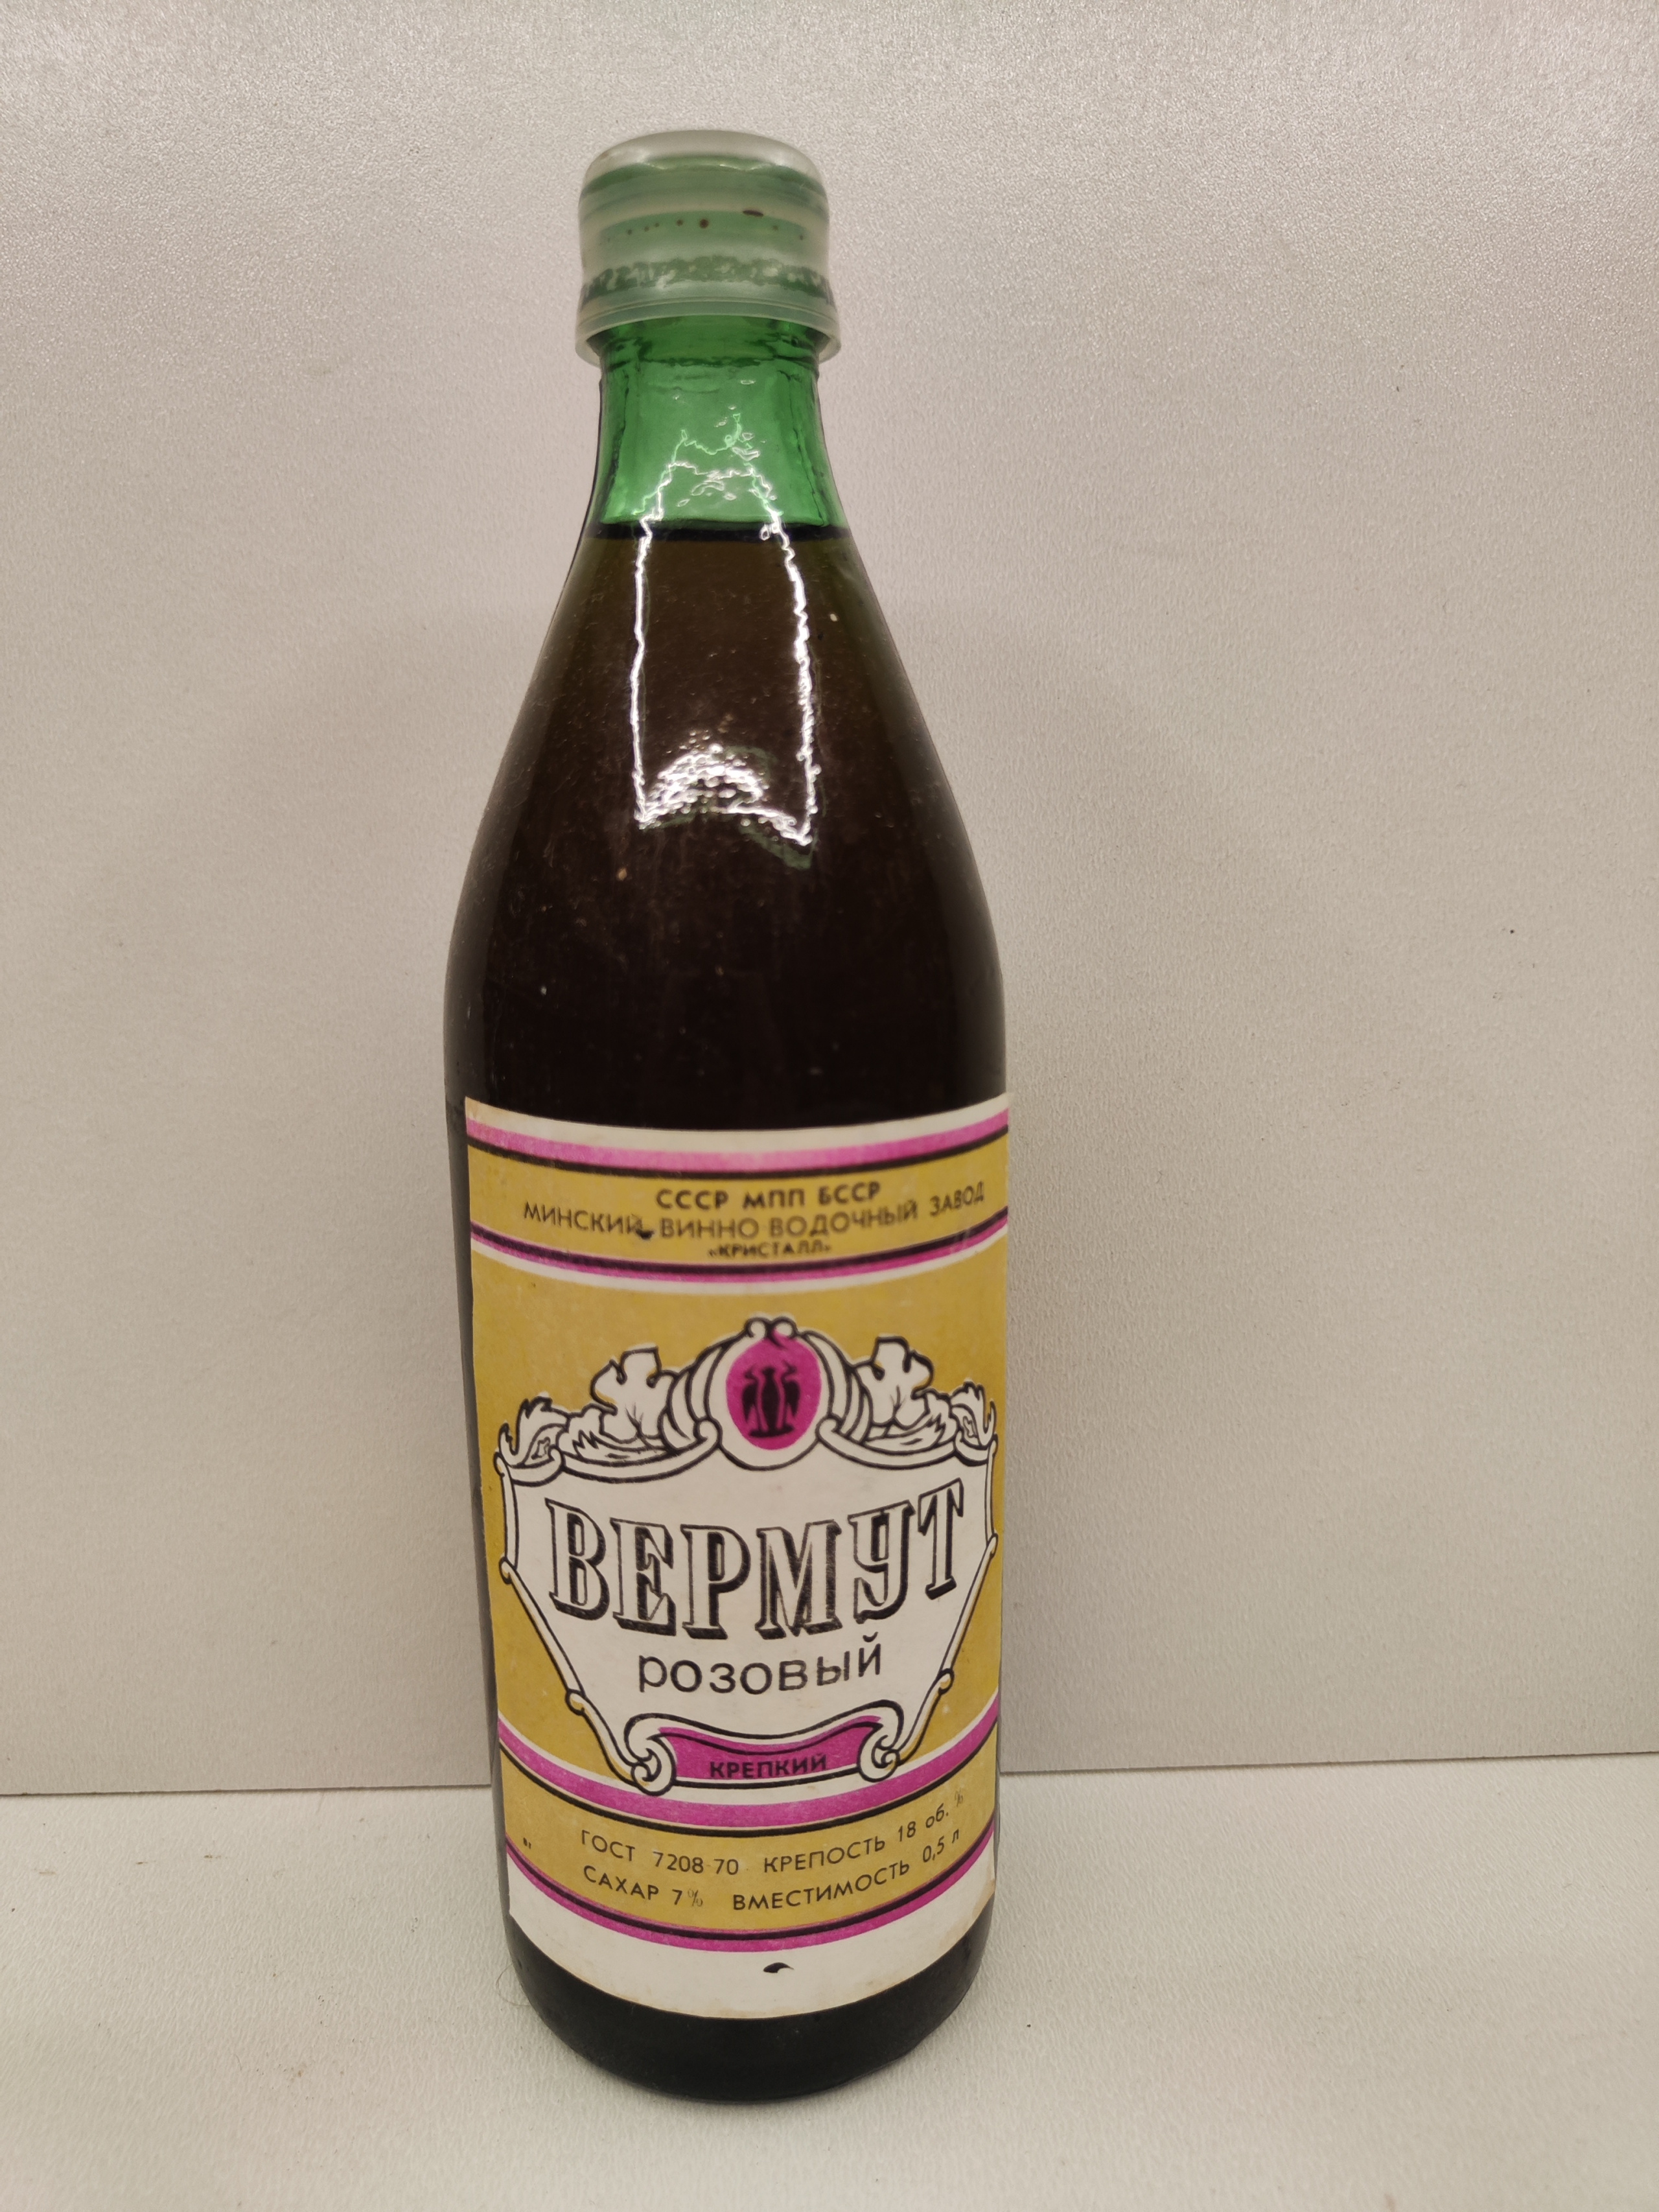 СССР МПП БССР
МИНСКИЙ ВИННО ВОДОЧНЫЙ ЗАВОД
«КРИСТАЛЛ»
ВЕРМУТ
розовый
КРЕПКИЙ
ГОСТ 7208-70 КРЕПОСТЬ 18 об. %
САХАР 7% ВМЕСТИМОСТЬ 0,5 л